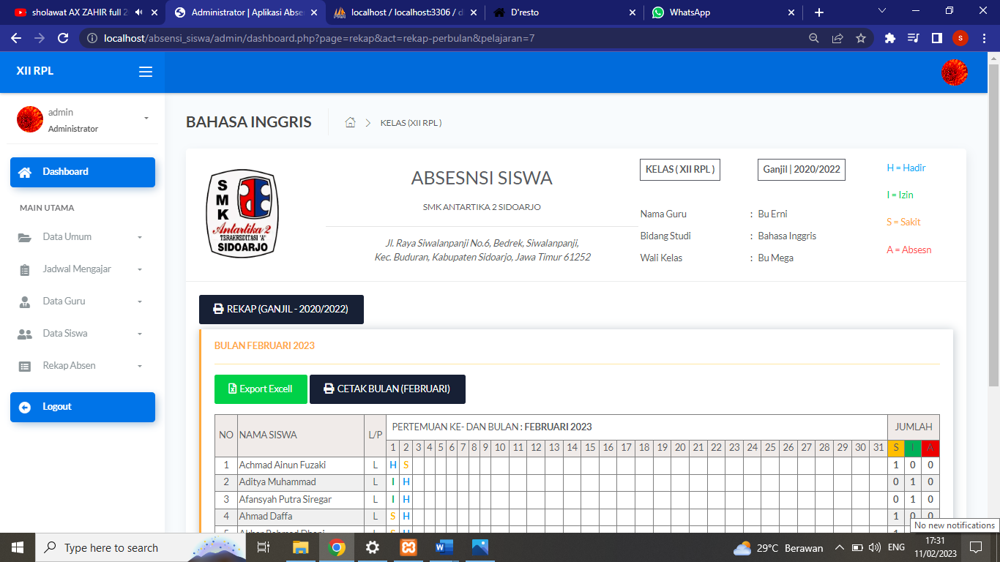 sholawat AX ZAHIR full 2
Administrator | Aplikasi Abse
localhost / localhost:3306 / d
D'resto
WhatsApp
localhost/absensi_siswa/admin/dashboard.php?page=rekap&act=rekap-perbulan&pelajaran=7
S
XII RPL
admin
Administrator
Dashboard
MAIN UTAMA
Data Umum
Jadwal Mengajar
Data Guru
Data Siswa
Rekap Absen
Logout
BAHASA INGGRIS
KELAS (XII RPL )
SMK
Antartika 2
TERAKREDITASI 'A'
SIDOARJO
ABSESNSI SISWA
SMK ANTARTIKA 2 SIDOARJO
Jl. Raya Siwalanpanji No.6, Bedrek, Siwalanpanji,
Kec. Buduran, Kabupaten Sidoarjo, Jawa Timur 61252
KELAS ( XII RPL ) Ganjil | 2020/2022
Nama Guru : Bu Erni
Bidang Studi : Bahasa Inggris
Wali Kelas : Bu Mega
H = Hadir
I = Izin
S = Sakit
A = Absesn
REKAP (GANJIL - 2020/2022)
BULAN FEBRUARI 2023
Export Excell CETAK BULAN (FEBRUARI)
NO NAMA SISWA L/P PERTEMUAN KE- DAN BULAN : FEBRUARI 2023 JUMLAH
1 2 3 4 5 6 7 8 9 10 11 12 13 14 15 16 17 18 19 20 21 22 23 24 25 26 27 28 29 30 31 S I A
1 Achmad Ainun Fuzaki L H S 1 0 0
2 Aditya Muhammad L I H 0 1 0
3 Afansyah Putra Siregar L I H 0 1 0
4 Ahmad Daffa L S H 1 0 0
No new notifications
Type here to search
29°C Berawan
ENG
17:31
11/02/2023